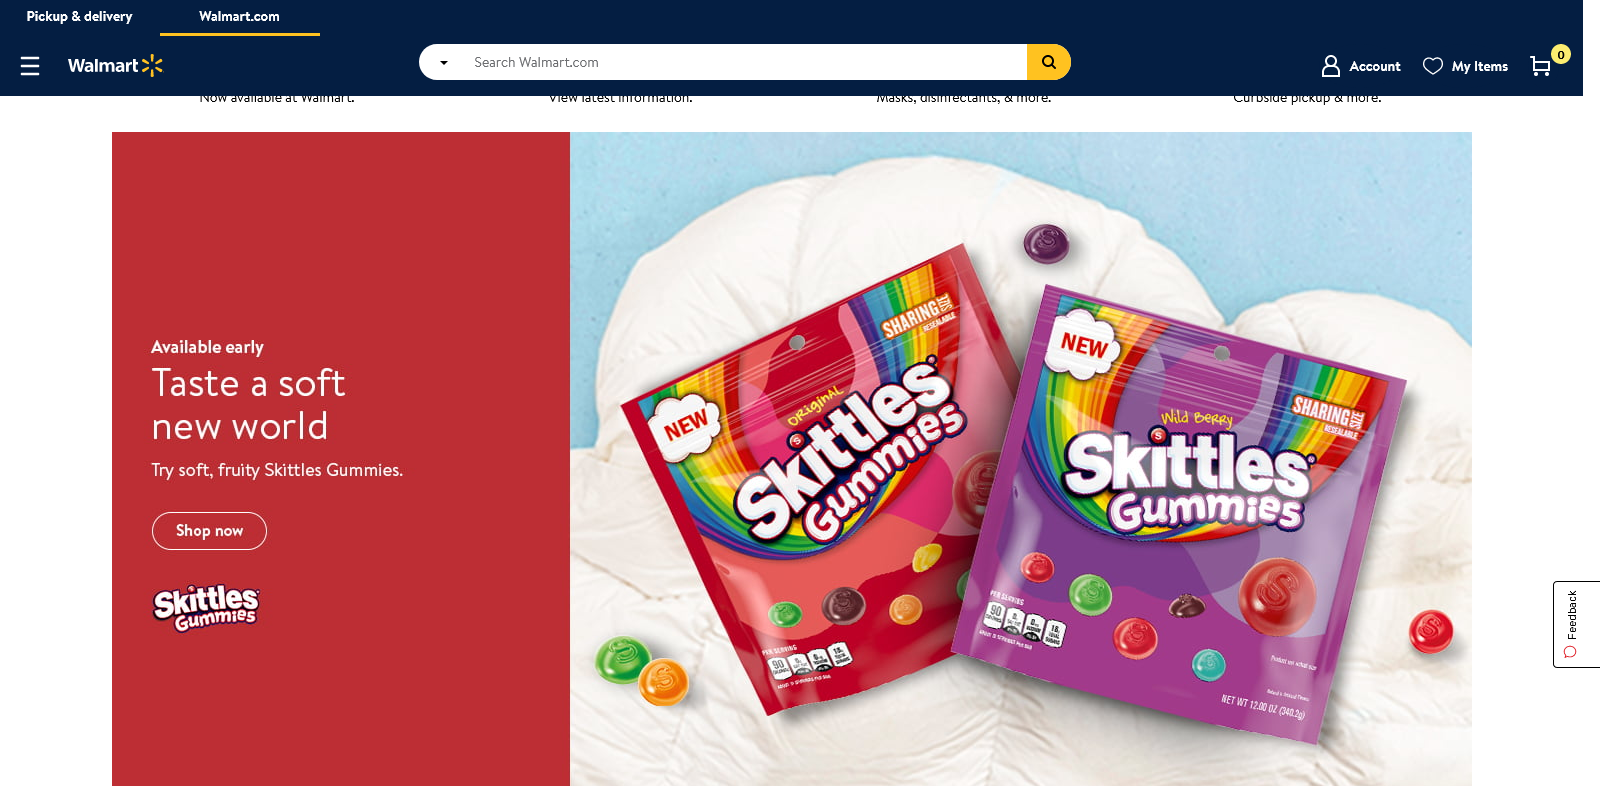 Pickup & delivery
Walmart.com
Walmart
Search Walmart.com
Account
My Items
0
Now available at Walmart.
View latest information.
Masks, disinfectants, & more.
Curbside pickup & more.
Available early
Taste a soft
new world
Try soft, fruity Skittles Gummies.
Shop now
Skittles
Gummies
NEW
SHARING
SIZE
RESEALABLE
Original
Skittles
Gummies
PER SERVING
90
NEW
SHARING
SIZE
RESEALABLE
Wild Berry
Skittles
Gummies
PER SERVING
90
NET WT 12.00 OZ (340.2g)
Feedback